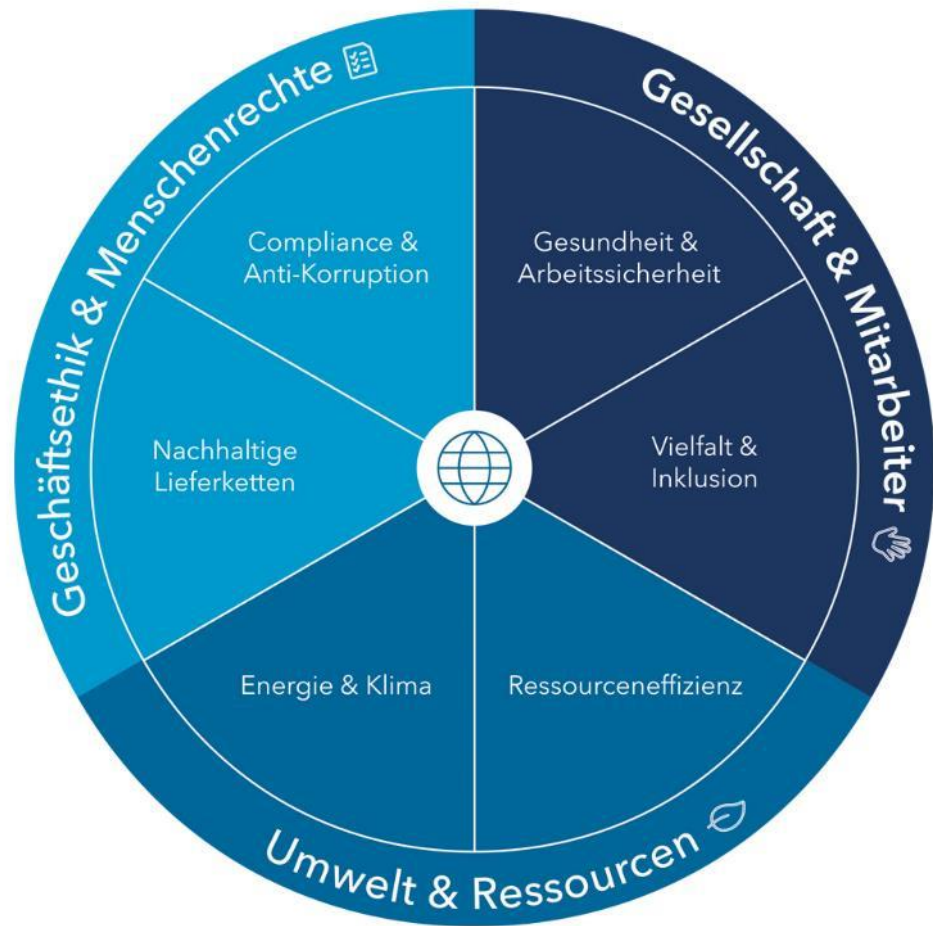 Geschäftsethik & Menschenrechte
Gesellschaft & Mitarbeiter
Compliance &
Anti-Korruption
Gesundheit &
Arbeitssicherheit
Nachhaltige
Lieferketten
Vielfalt &
Inklusion
Energie & Klima
Ressourceneffizienz
Umwelt & Ressourcen